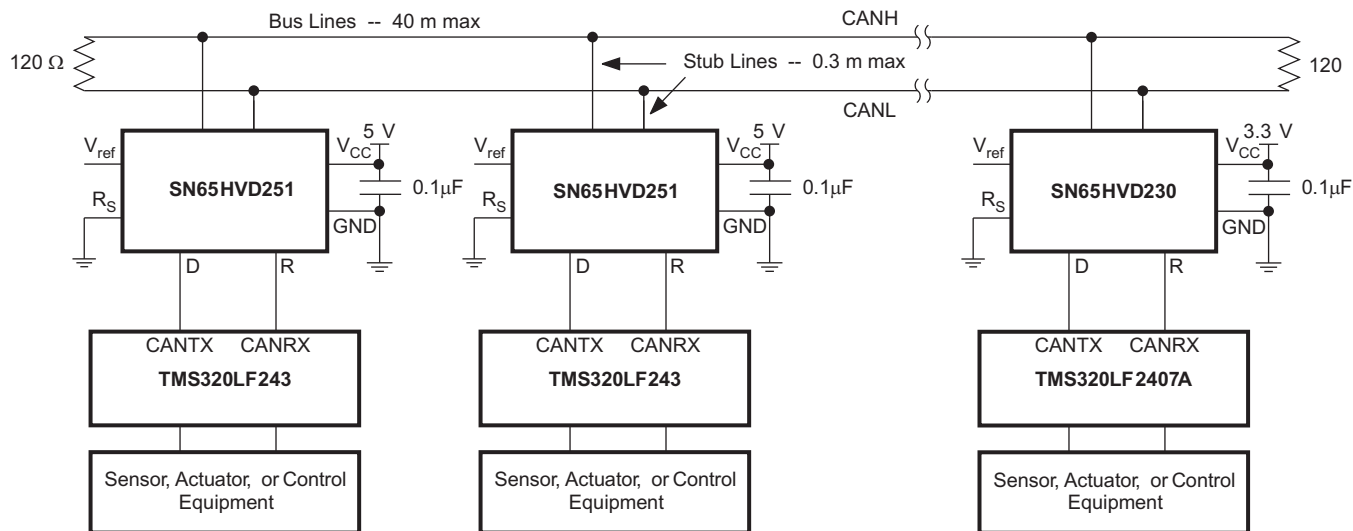 Bus Lines -- 40 m max
CANH
120 Ω
Stub Lines -- 0.3 m max
120
CANL
Vref
5 V
VCC
SN65HVD251
0.1μF
RS
GND
D
R
Vref
5 V
VCC
SN65HVD251
0.1μF
RS
GND
D
R
Vref
3.3 V
VCC
SN65HVD230
0.1μF
RS
GND
D
R
CANTX CANRX
TMS320LF243
CANTX CANRX
TMS320LF243
CANTX CANRX
TMS320LF2407A
Sensor, Actuator, or Control
Equipment
Sensor, Actuator, or Control
Equipment
Sensor, Actuator, or Control
Equipment